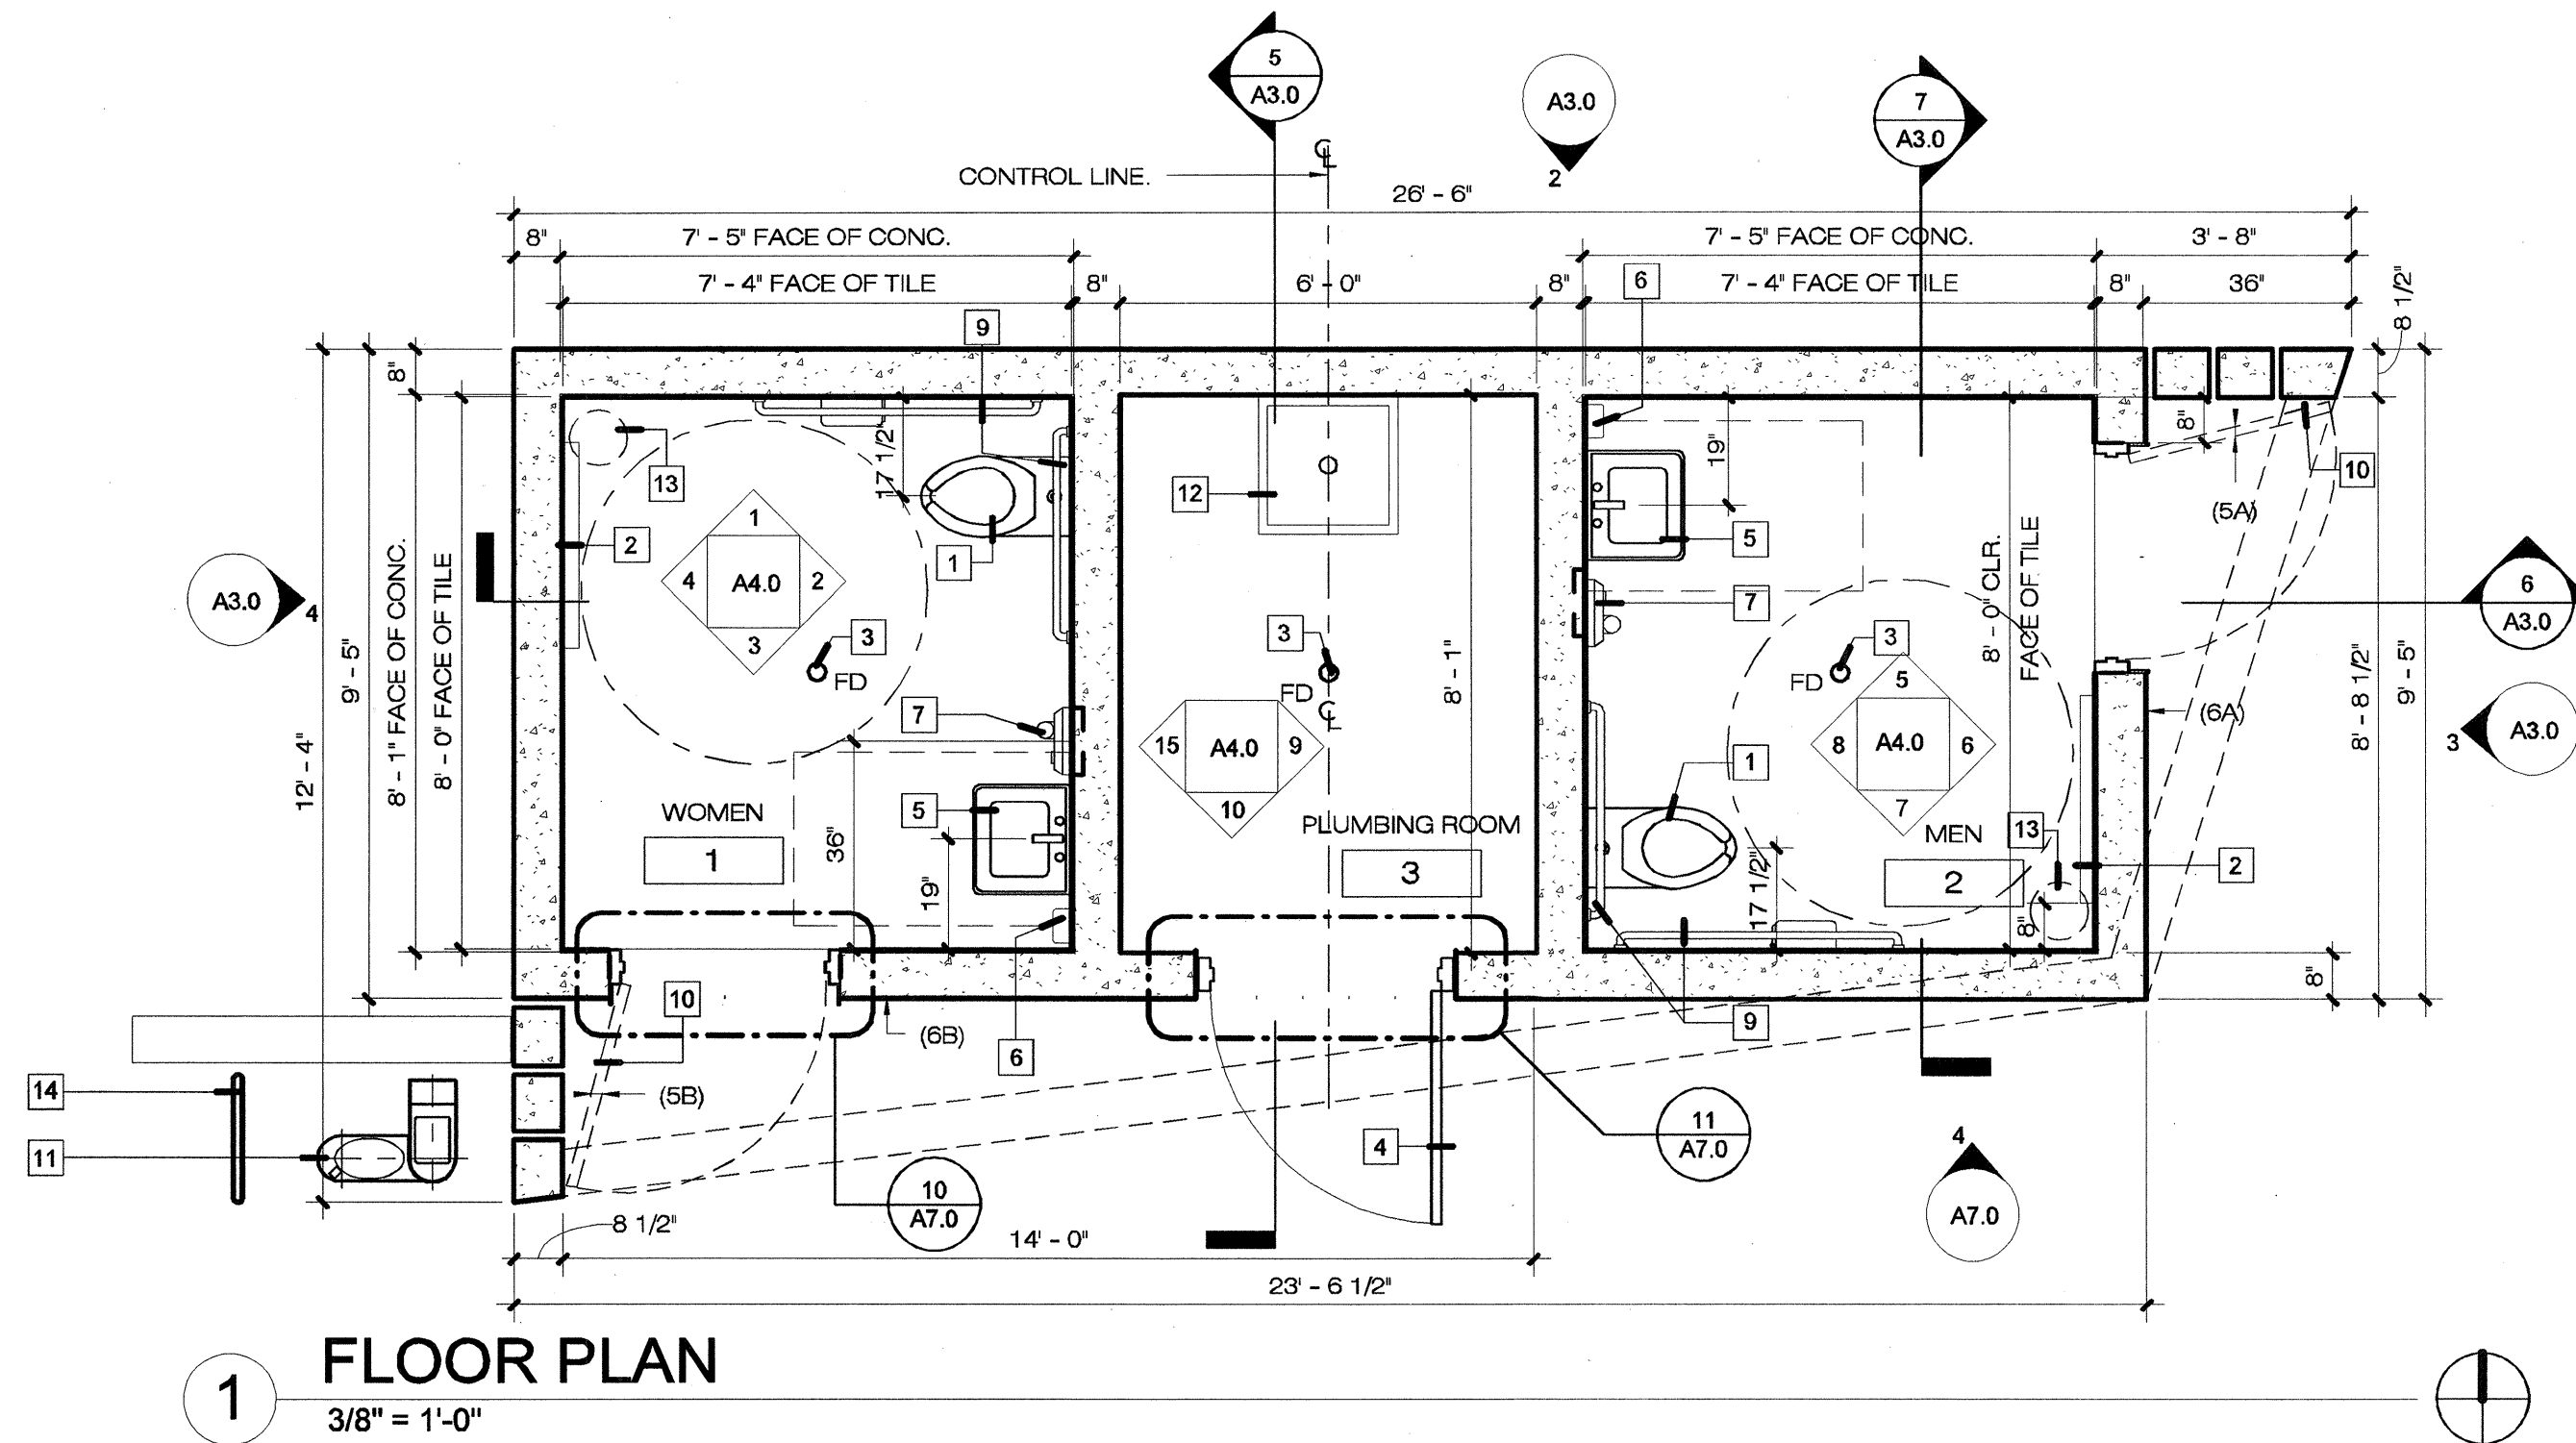 5
A3.0
A3.0
2
7
A3.0
CONTROL LINE.
℄
26' - 6"
8"
7' - 5" FACE OF CONC.
7' - 5" FACE OF CONC.
3' - 8"
7' - 4" FACE OF TILE
8"
6' - 0"
8"
6
7' - 4" FACE OF TILE
8"
36"
8 1/2"
9
8"
17 1/2"
13
12
19"
8"
10
(5A)
2
1
5
1
4
A4.0
2
3
A3.0
4
8' - 1" FACE OF CONC.
8' - 0" FACE OF TILE
9' - 5"
12' - 4"
3
FD
3
FD
℄
8' - 1"
7
3
FD
8' - 0" CLR.
FACE OF TILE
6
A3.0
7
15
A4.0
9
10
5
8
A4.0
6
7
(6A)
8' - 8 1/2"
9' - 5"
3
A3.0
1
WOMEN
1
5
36"
19"
PLUMBING ROOM
3
MEN
2
13
2
17 1/2"
8"
8"
10
(6B)
6
9
14
(5B)
11
4
11
A7.0
4
A7.0
10
A7.0
8 1/2"
14' - 0"
23' - 6 1/2"
1
FLOOR PLAN
3/8" = 1'-0"